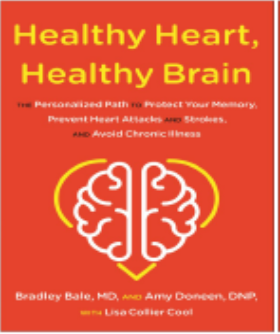 Healthy Heart,
Healthy Brain
THE Personalized Path TO Protect Your Memory,
Prevent Heart Attacks AND Strokes,
AND Avoid Chronic Illness
Bradley Bale, MD, AND Amy Doneen, DNP,
WITH Lisa Collier Cool